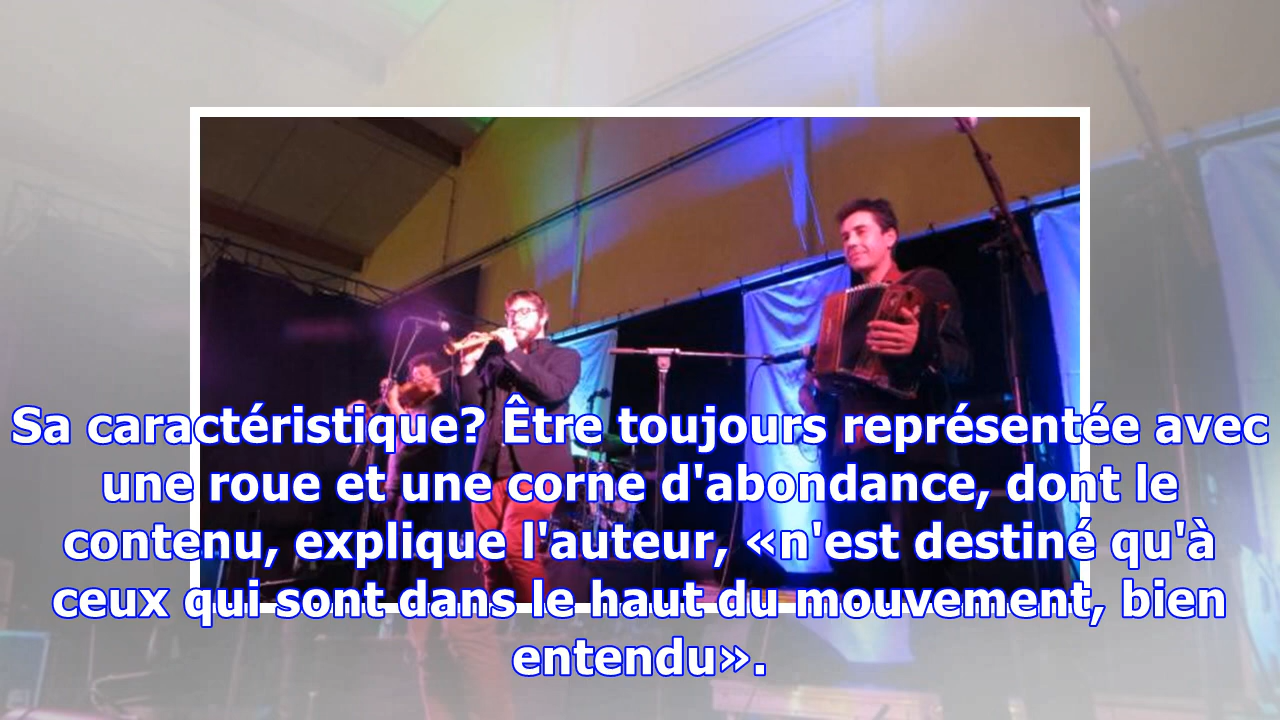 Sa caractéristique? Être toujours représentée avec
une roue et une corne d'abondance, dont le
contenu, explique l'auteur, «n'est destiné qu'à
ceux qui sont dans le haut du mouvement, bien
entendu».